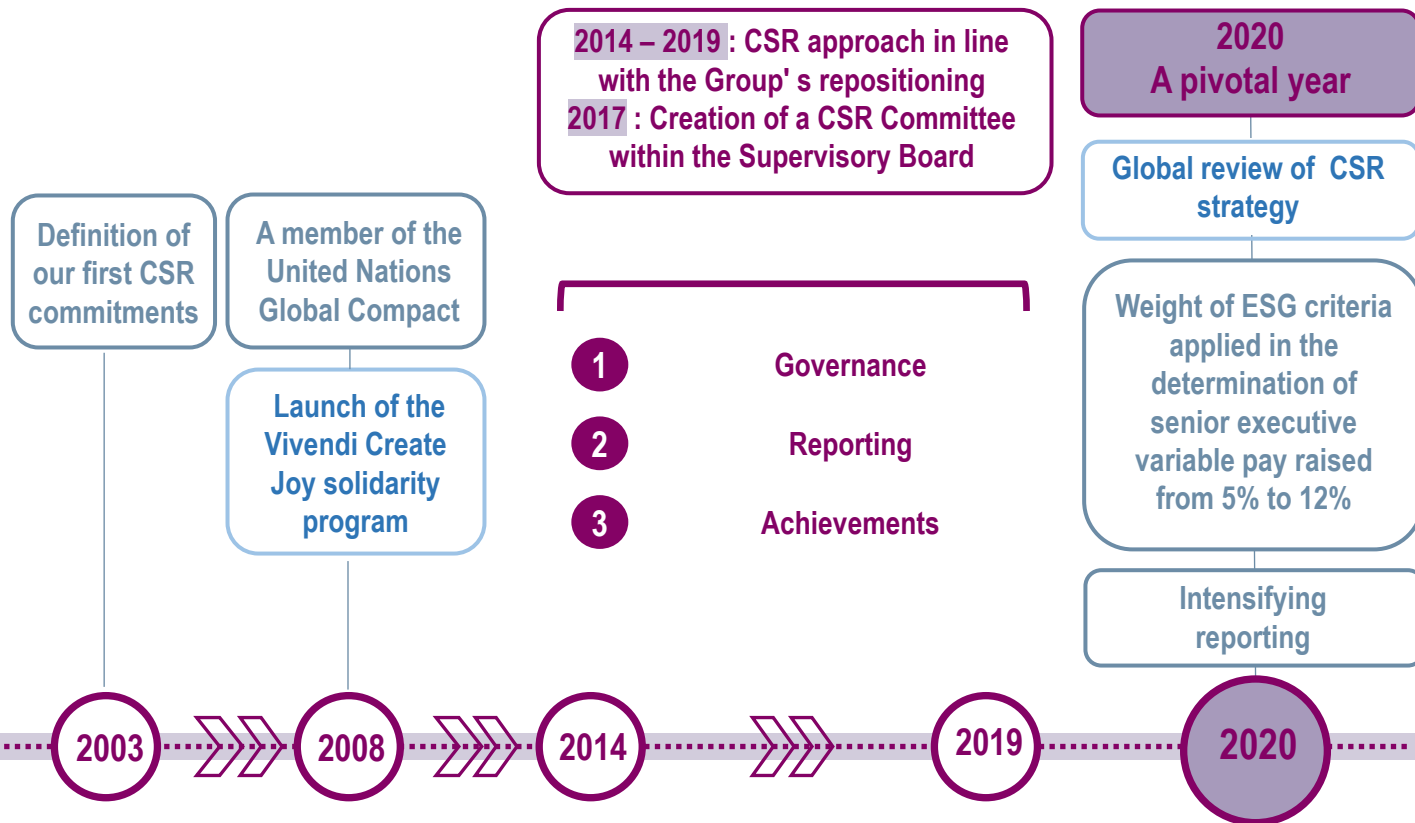 Definition of
our first CSR
commitments
A member of the
United Nations
Global Compact
Launch of the
Vivendi Create
Joy solidarity
program
2014 – 2019 : CSR approach in line
with the Group' s repositioning
2017 : Creation of a CSR Committee
within the Supervisory Board
1 Governance
2 Reporting
3 Achievements
2020
A pivotal year
Global review of CSR
strategy
Weight of ESG criteria
applied in the
determination of
senior executive
variable pay raised
from 5% to 12%
Intensifying
reporting
2003
2008
2014
2019
2020